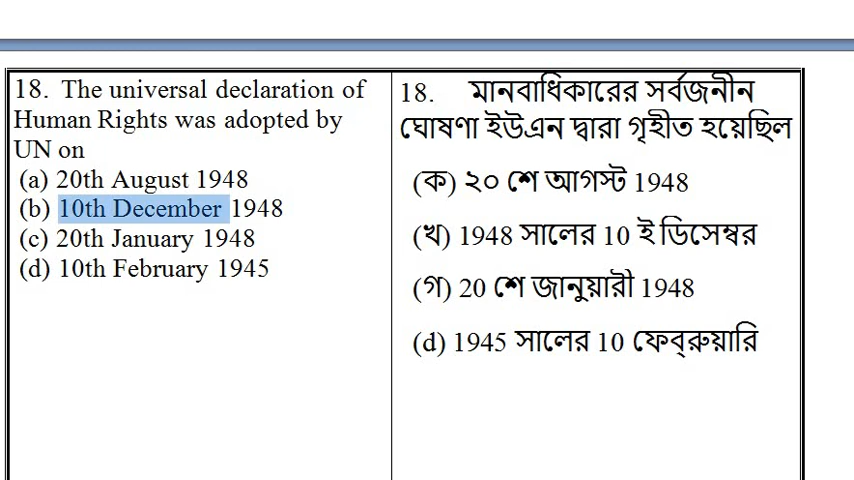 18. The universal declaration of
Human Rights was adopted by
UN on
(a) 20th August 1948
(b) 10th December 1948
(c) 20th January 1948
(d) 10th February 1945
18. মানবাধিকারের সর্বজনীন
ঘোষণা ইউএন দ্বারা গৃহীত হয়েছিল
(ক) ২০ শে আগস্ট 1948
(খ) 1948 সালের 10 ই ডিসেম্বর
(গ) 20 শে জানুয়ারী 1948
(d) 1945 সালের 10 ফেব্রুয়ারি